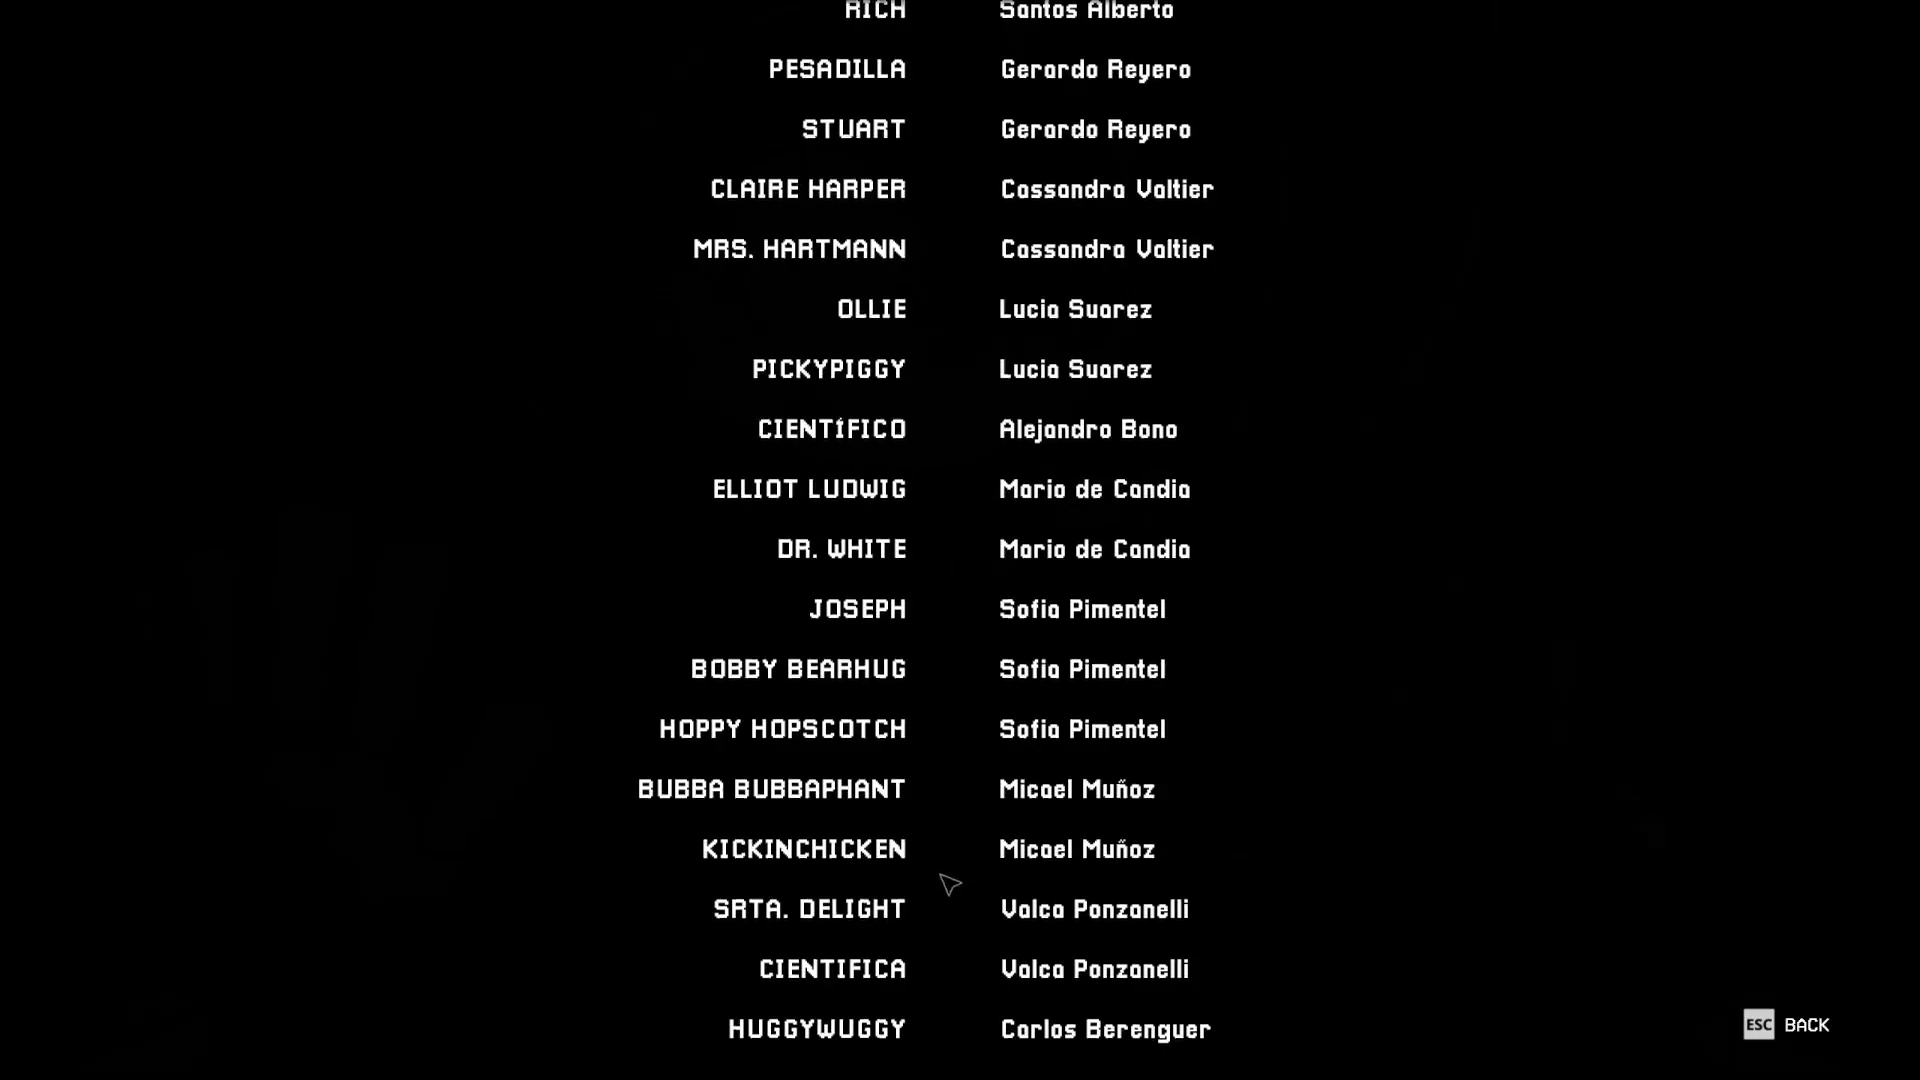 RICH Santos Alberto
PESADILLA Gerardo Reyero
STUART Gerardo Reyero
CLAIRE HARPER Cassandra Valtier
MRS. HARTMANN Cassandra Valtier
OLLIE Lucia Suarez
PICKYPIGGY Lucia Suarez
CIENTÍFICO Alejandro Bono
ELLIOT LUDWIG Mario de Candia
DR. WHITE Mario de Candia
JOSEPH Sofia Pimentel
BOBBY BEARHUG Sofia Pimentel
HOPPY HOPSCOTCH Sofia Pimentel
BUBBA BUBBAPHANT Micael Muñoz
KICKINCHICKEN Micael Muñoz
SRTA. DELIGHT Valca Ponzanelli
CIENTIFICA Valca Ponzanelli
HUGGYWUGGY Carlos Berenguer
ESC BACK